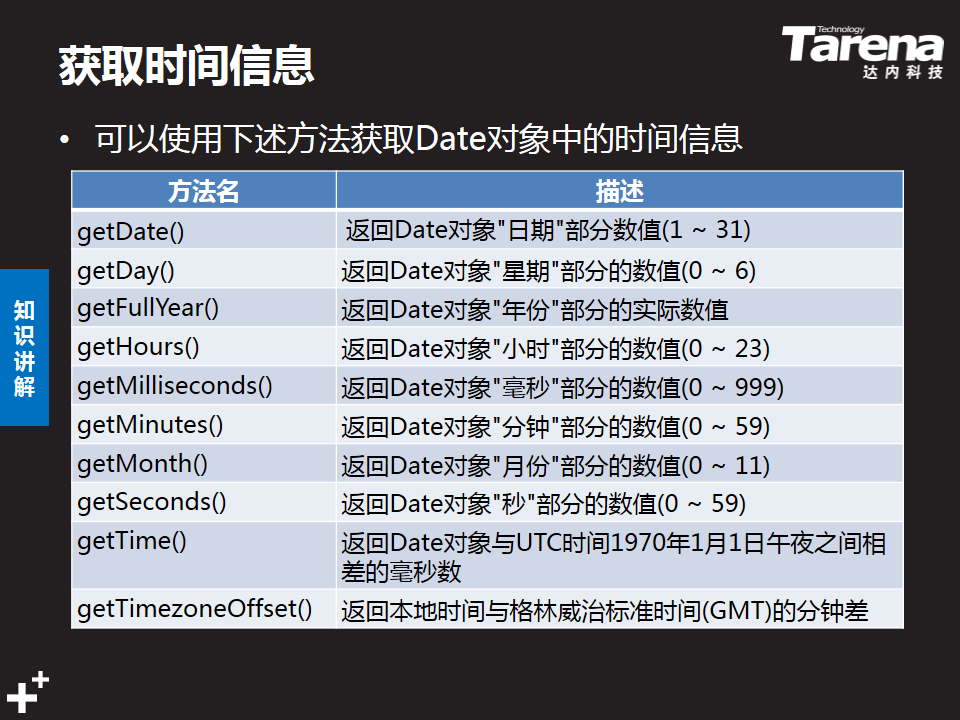 获取时间信息
Technology
Tarena
达内科技
• 可以使用下述方法获取Date对象中的时间信息
方法名 描述
getDate() 返回Date对象"日期"部分数值(1 ~ 31)
getDay() 返回Date对象"星期"部分的数值(0 ~ 6)
getFullYear() 返回Date对象"年份"部分的实际数值
getHours() 返回Date对象"小时"部分的数值(0 ~ 23)
getMilliseconds() 返回Date对象"毫秒"部分的数值(0 ~ 999)
getMinutes() 返回Date对象"分钟"部分的数值(0 ~ 59)
getMonth() 返回Date对象"月份"部分的数值(0 ~ 11)
getSeconds() 返回Date对象"秒"部分的数值(0 ~ 59)
getTime() 返回Date对象与UTC时间1970年1月1日午夜之间相
差的毫秒数
getTimezoneOffset() 返回本地时间与格林威治标准时间(GMT)的分钟差
知
识
讲
解